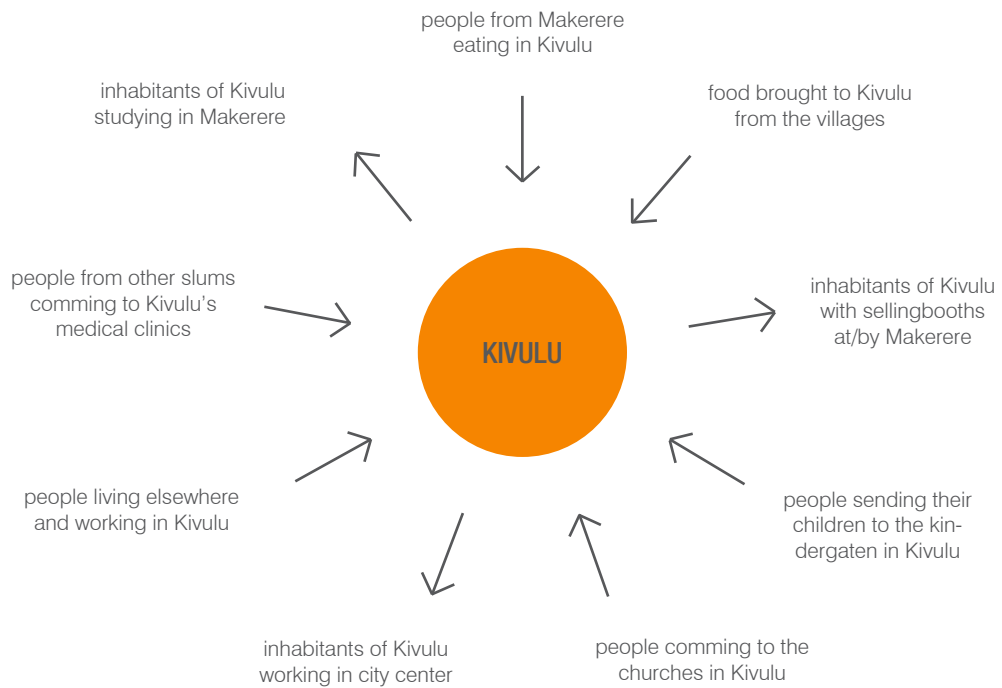 people from Makerere
eating in Kivulu
inhabitants of Kivulu
studying in Makerere
food brought to Kivulu
from the villages
people from other slums
comming to Kivulu's
medical clinics
inhabitants of Kivulu
with sellingbooths
at/by Makerere
KIVULU
people living elsewhere
and working in Kivulu
people sending their
children to the kin-
dergaten in Kivulu
inhabitants of Kivulu
working in city center
people comming to the
churches in Kivulu